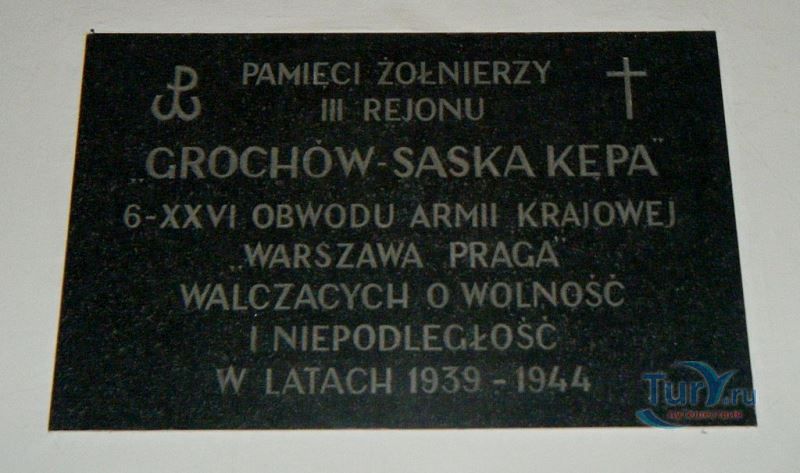 PAMIĘCI ŻOŁNIERZY
III REJONU
„GROCHÓW-SASKA KĘPA”
6-XXVI OBWODU ARMII KRAJOWEJ
„WARSZAWA PRAGA”
WALCZĄCYCH O WOLNOŚĆ
I NIEPODLEGŁOŚĆ
W LATACH 1939-1944
Tury.ru
путешествия